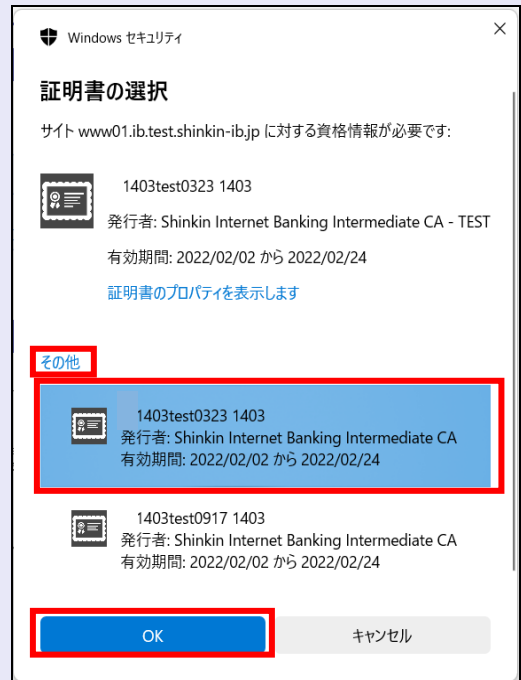 Windows セキュリティ
証明書の選択
サイト www01.ib.test.shinkin-ib.jp に対する資格情報が必要です:
1403test0323 1403
発行者: Shinkin Internet Banking Intermediate CA - TEST
有効期間: 2022/02/02 から 2022/02/24
証明書のプロパティを表示します
その他
1403test0323 1403
発行者: Shinkin Internet Banking Intermediate CA
有効期間: 2022/02/02 から 2022/02/24
1403test0917 1403
発行者: Shinkin Internet Banking Intermediate CA
有効期間: 2022/02/02 から 2022/02/24
OK
キャンセル